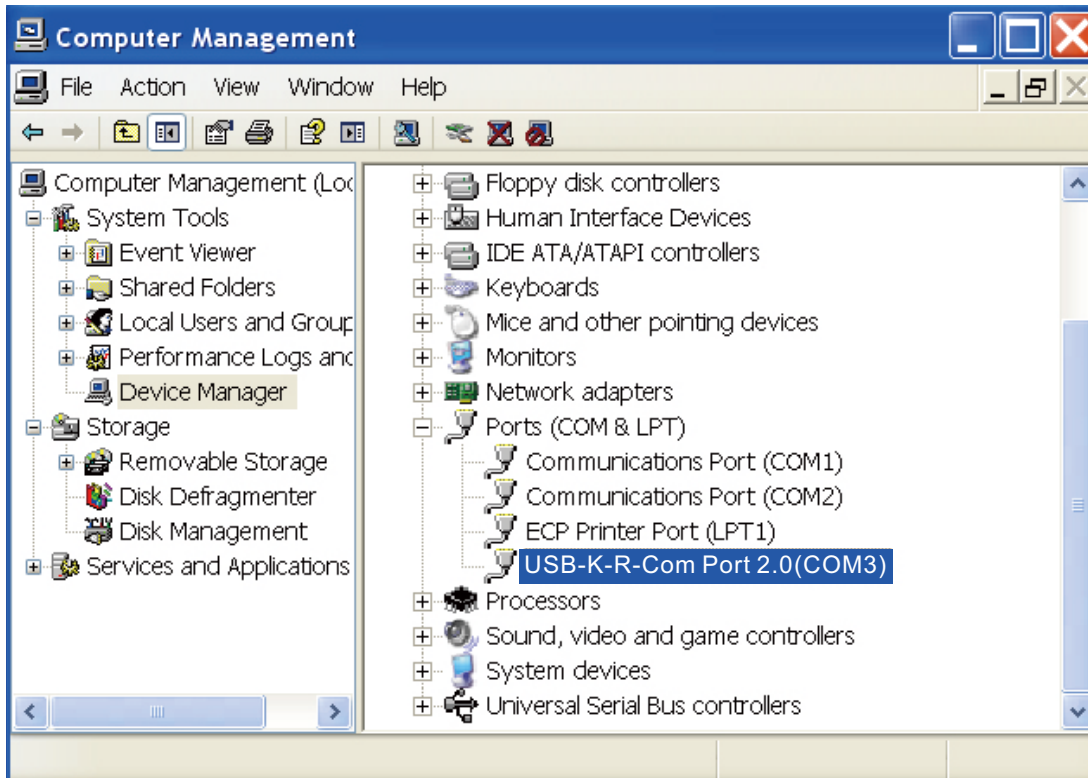 Computer Management
File Action View Window Help
Computer Management (Loc
System Tools
Event Viewer
Shared Folders
Local Users and Group
Performance Logs and
Device Manager
Storage
Removable Storage
Disk Defragmenter
Disk Management
Services and Applications
Floppy disk controllers
Human Interface Devices
IDE ATA/ATAPI controllers
Keyboards
Mice and other pointing devices
Monitors
Network adapters
Ports (COM & LPT)
Communications Port (COM1)
Communications Port (COM2)
ECP Printer Port (LPT1)
USB-K-R-Com Port 2.0(COM3)
Processors
Sound, video and game controllers
System devices
Universal Serial Bus controllers